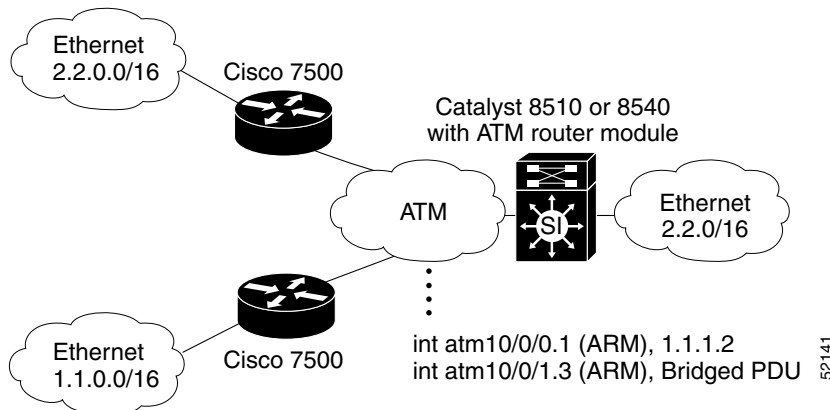 Ethernet
2.2.0.0/16
Cisco 7500
Catalyst 8510 or 8540
with ATM router module
ATM
SI
Ethernet
2.2.0/16
Ethernet
1.1.0.0/16
Cisco 7500
int atm10/0/0.1 (ARM), 1.1.1.2
int atm10/0/1.3 (ARM), Bridged PDU
52141